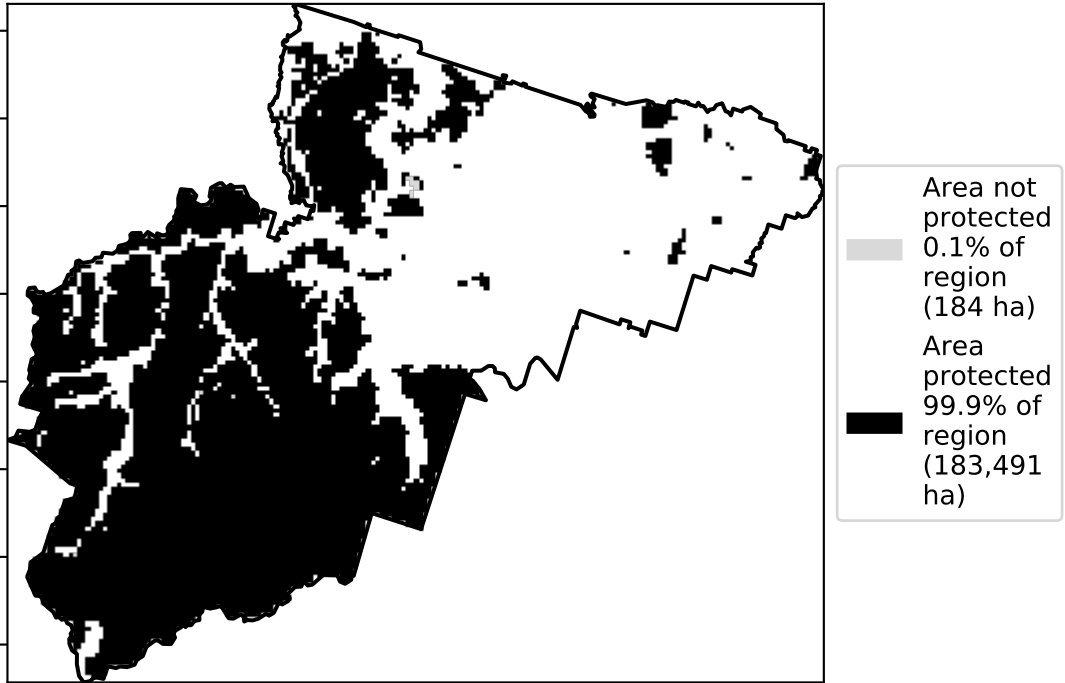 Area not
protected
0.1% of
region
(184 ha)
Area
protected
99.9% of
region
(183,491
ha)